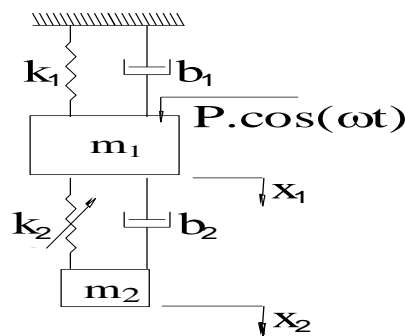 k₁ b₁
P.cos(ωt)
m₁
x₁
k₂ b₂
m₂
x₂